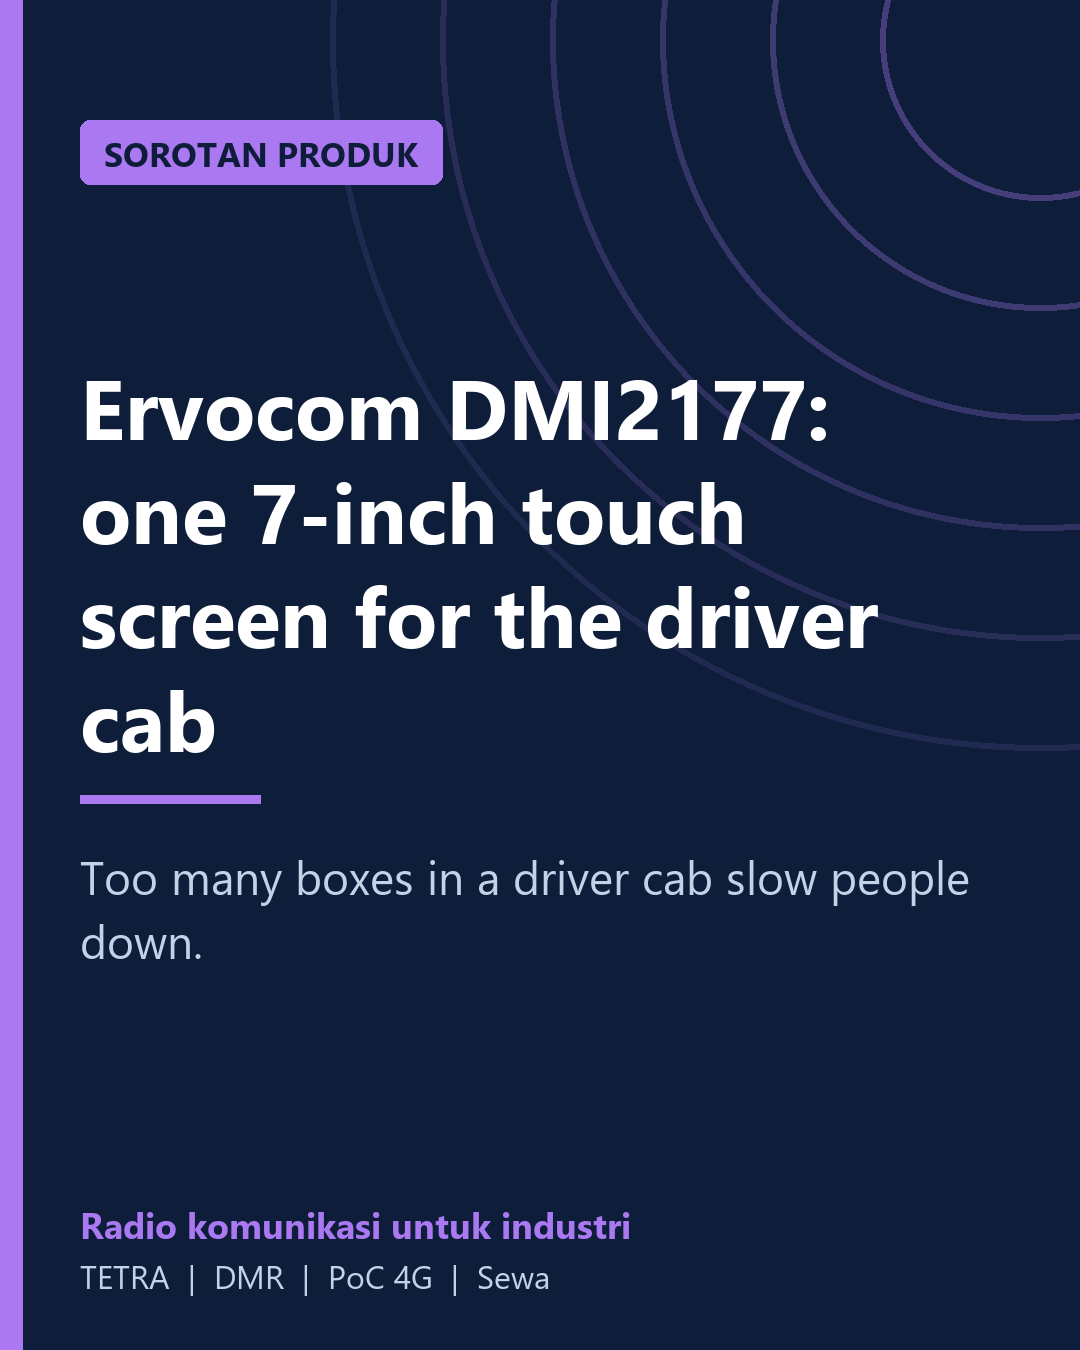 SOROTAN PRODUK
Ervocom DMI2177:
one 7-inch touch
screen for the driver
cab
Too many boxes in a driver cab slow people
down.
Radio komunikasi untuk industri
TETRA | DMR | PoC 4G | Sewa